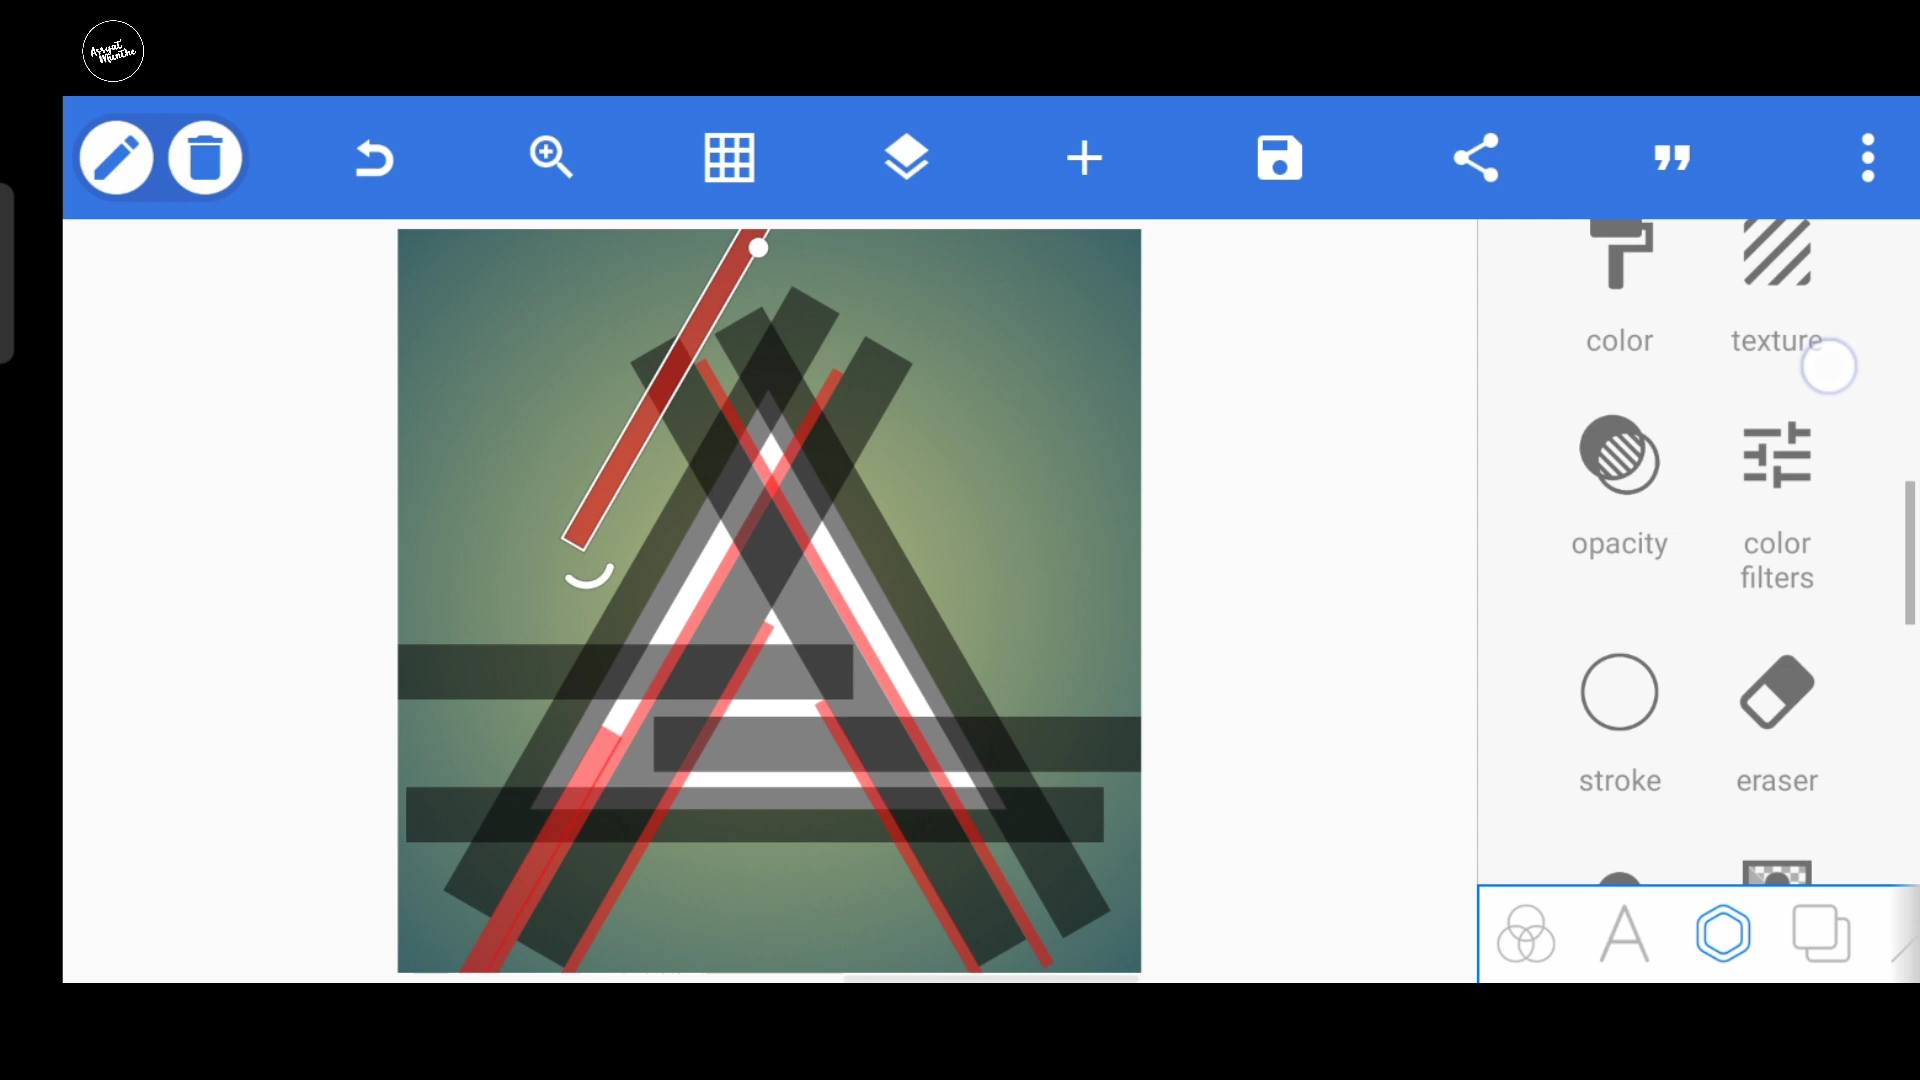 color
texture
opacity
color
filters
stroke
eraser